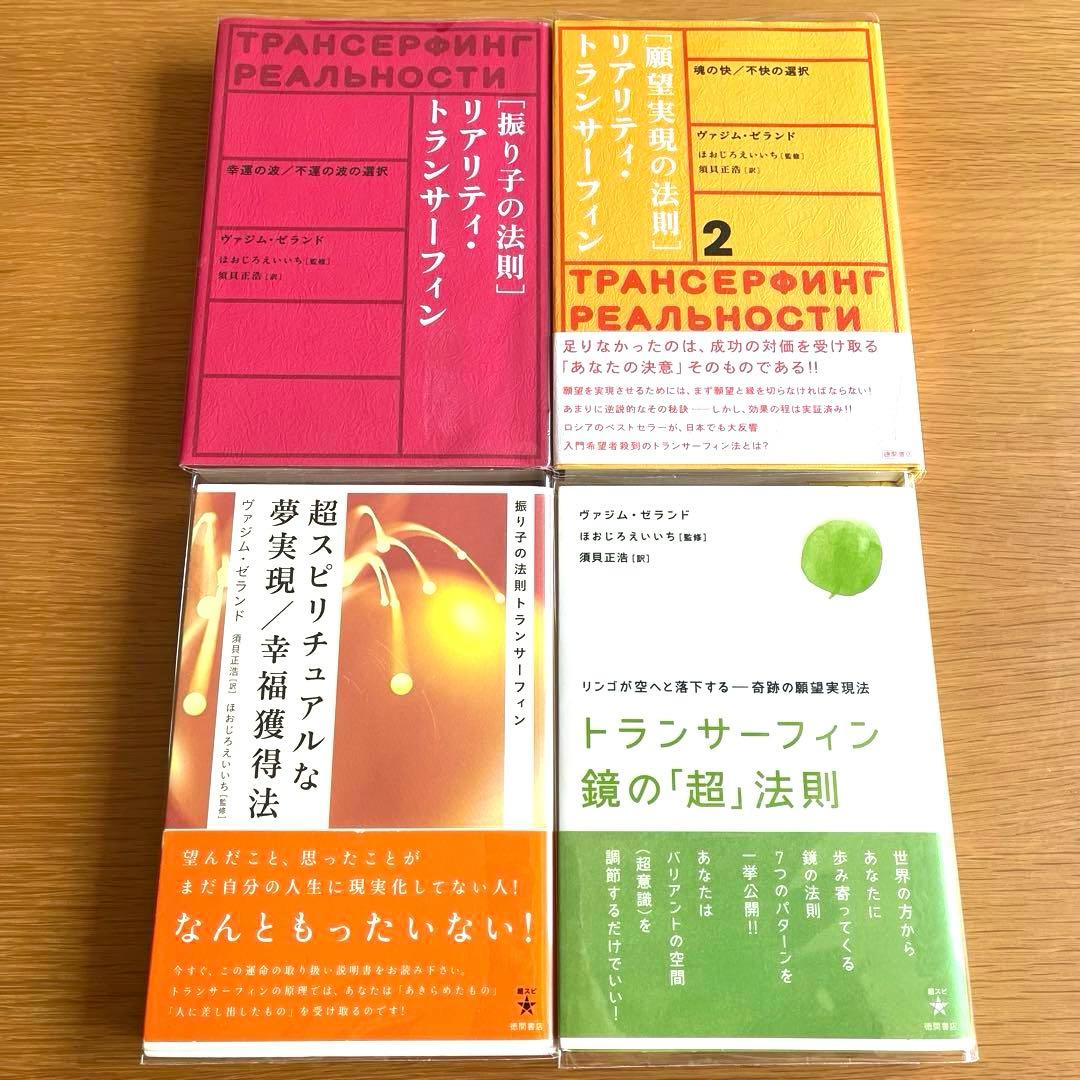 ТРАНСЕРФИНГ
РЕАЛЬНОСТИ
[振り子の法則]
リアリティ・
トランサーフィン
幸運の波／不運の波の選択
ヴァジム・ゼランド
ほおじろえいいち[監修]
須貝正浩[訳]
[願望実現の法則]
リアリティ・
トランサーフィン
魂の快／不快の選択
ヴァジム・ゼランド
ほおじろえいいち[監修]
須貝正浩[訳]
2
ТРАНСЕРФИНГ
РЕАЛЬНОСТИ
足りなかったのは、成功の対価を受け取る
「あなたの決意」そのものである!!
願望を実現させるためには、まず願望と縁を切らなければならない!
あまりに逆説的なその秘訣――しかし、効果の程は実証済み!!
ロシアのベストセラーが、日本でも大反響
入門希望者殺到のトランサーフィン法とは?
徳間書店
振り子の法則トランサーフィン
超スピリチュアルな
夢実現／幸福獲得法
ヴァジム・ゼランド
須貝正浩[訳] ほおじろえいいち[監修]
望んだこと、思ったことが
まだ自分の人生に現実化してない人!
なんともったいない!
今すぐ、この運命の取り扱い説明書をお読み下さい。
トランサーフィンの原理では、あなたは「あきらめたもの」
「人に差し出したもの」を受け取るのです!
超スピ
徳間書店
ヴァジム・ゼランド
ほおじろえいいち[監修]
須貝正浩[訳]
リンゴが空へと落下する――奇跡の願望実現法
トランサーフィン
鏡の「超」法則
世界の方から
あなたに
歩み寄ってくる
鏡の法則
7つのパターンを
一挙公開!!
あなたは
バリアントの空間
(超意識)を
調節するだけでいい!
超スピ
徳間書店